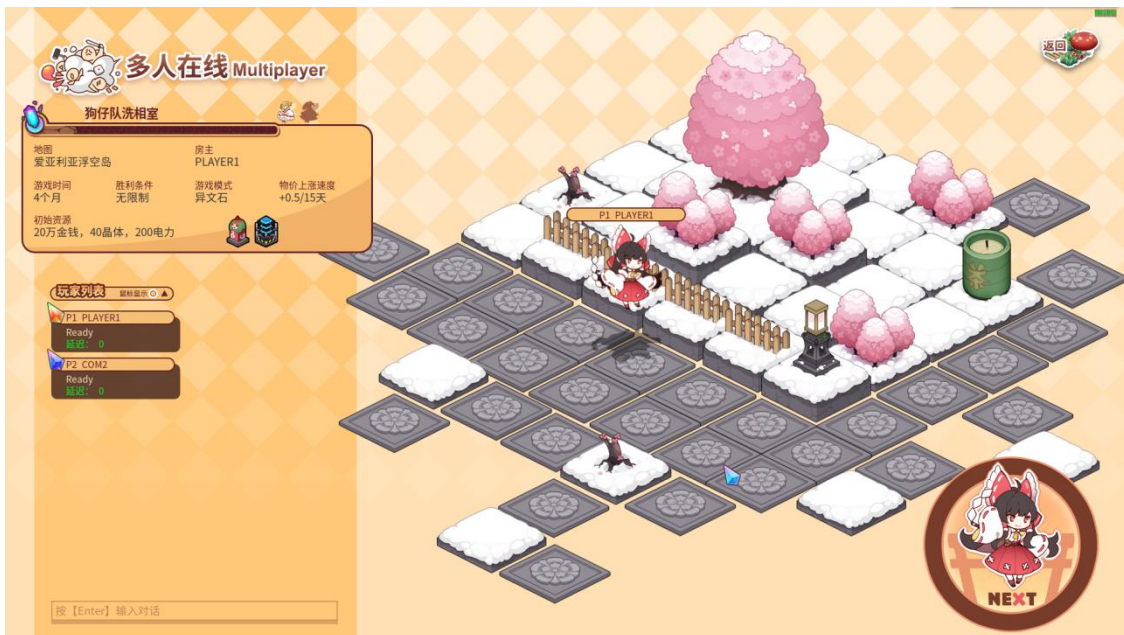 返回
多人在线 Multiplayer
狗仔队洗相室
地图
爱亚利亚浮空岛
房主
PLAYER1
游戏时间
4个月
胜利条件
无限制
游戏模式
异文石
物价上涨速度
+0.5/15天
初始资源
20万金钱，40晶体，200电力
P1 PLAYER1
玩家列表
鼠标显示
P1 PLAYER1
Ready
延迟： 0
P2 COM2
Ready
延迟： 0
茶
NEXT
按【Enter】输入对话